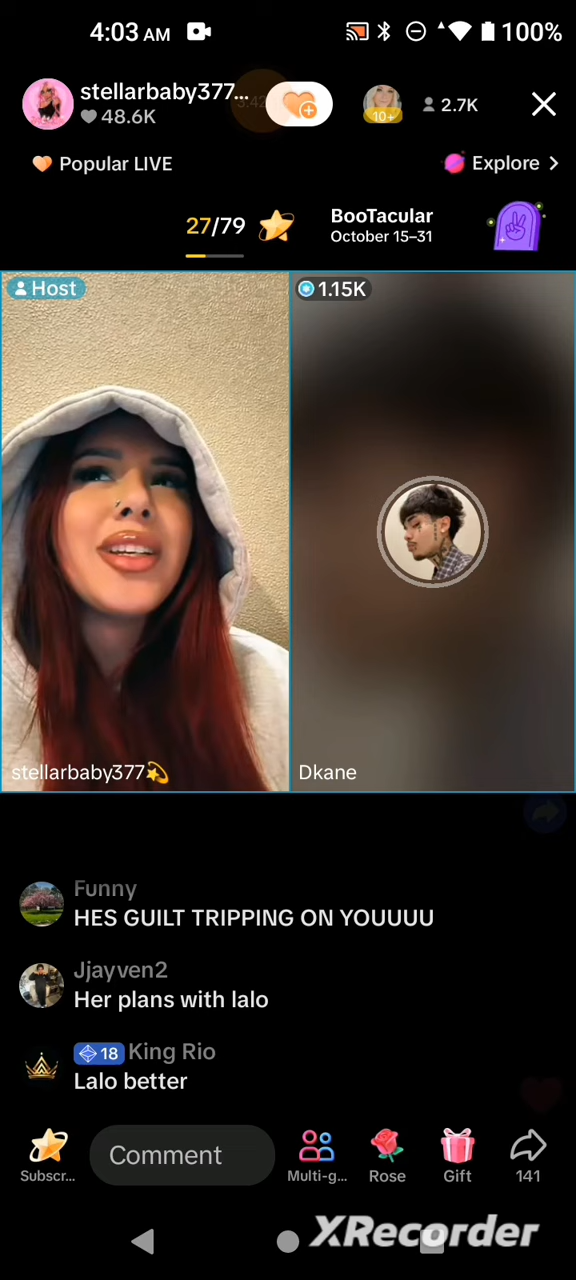 4:03 AM
100%
stellarbaby377...
48.6K
10+
2.7K
Popular LIVE
Explore >
27/79
BooTacular
October 15–31
Host
1.15K
stellarbaby377
Dkane
Funny
HES GUILT TRIPPING ON YOUUUU
Jjayven2
Her plans with lalo
18 King Rio
Lalo better
Comment
Subscr...
Multi-g...
Rose
Gift
141
XRecorder